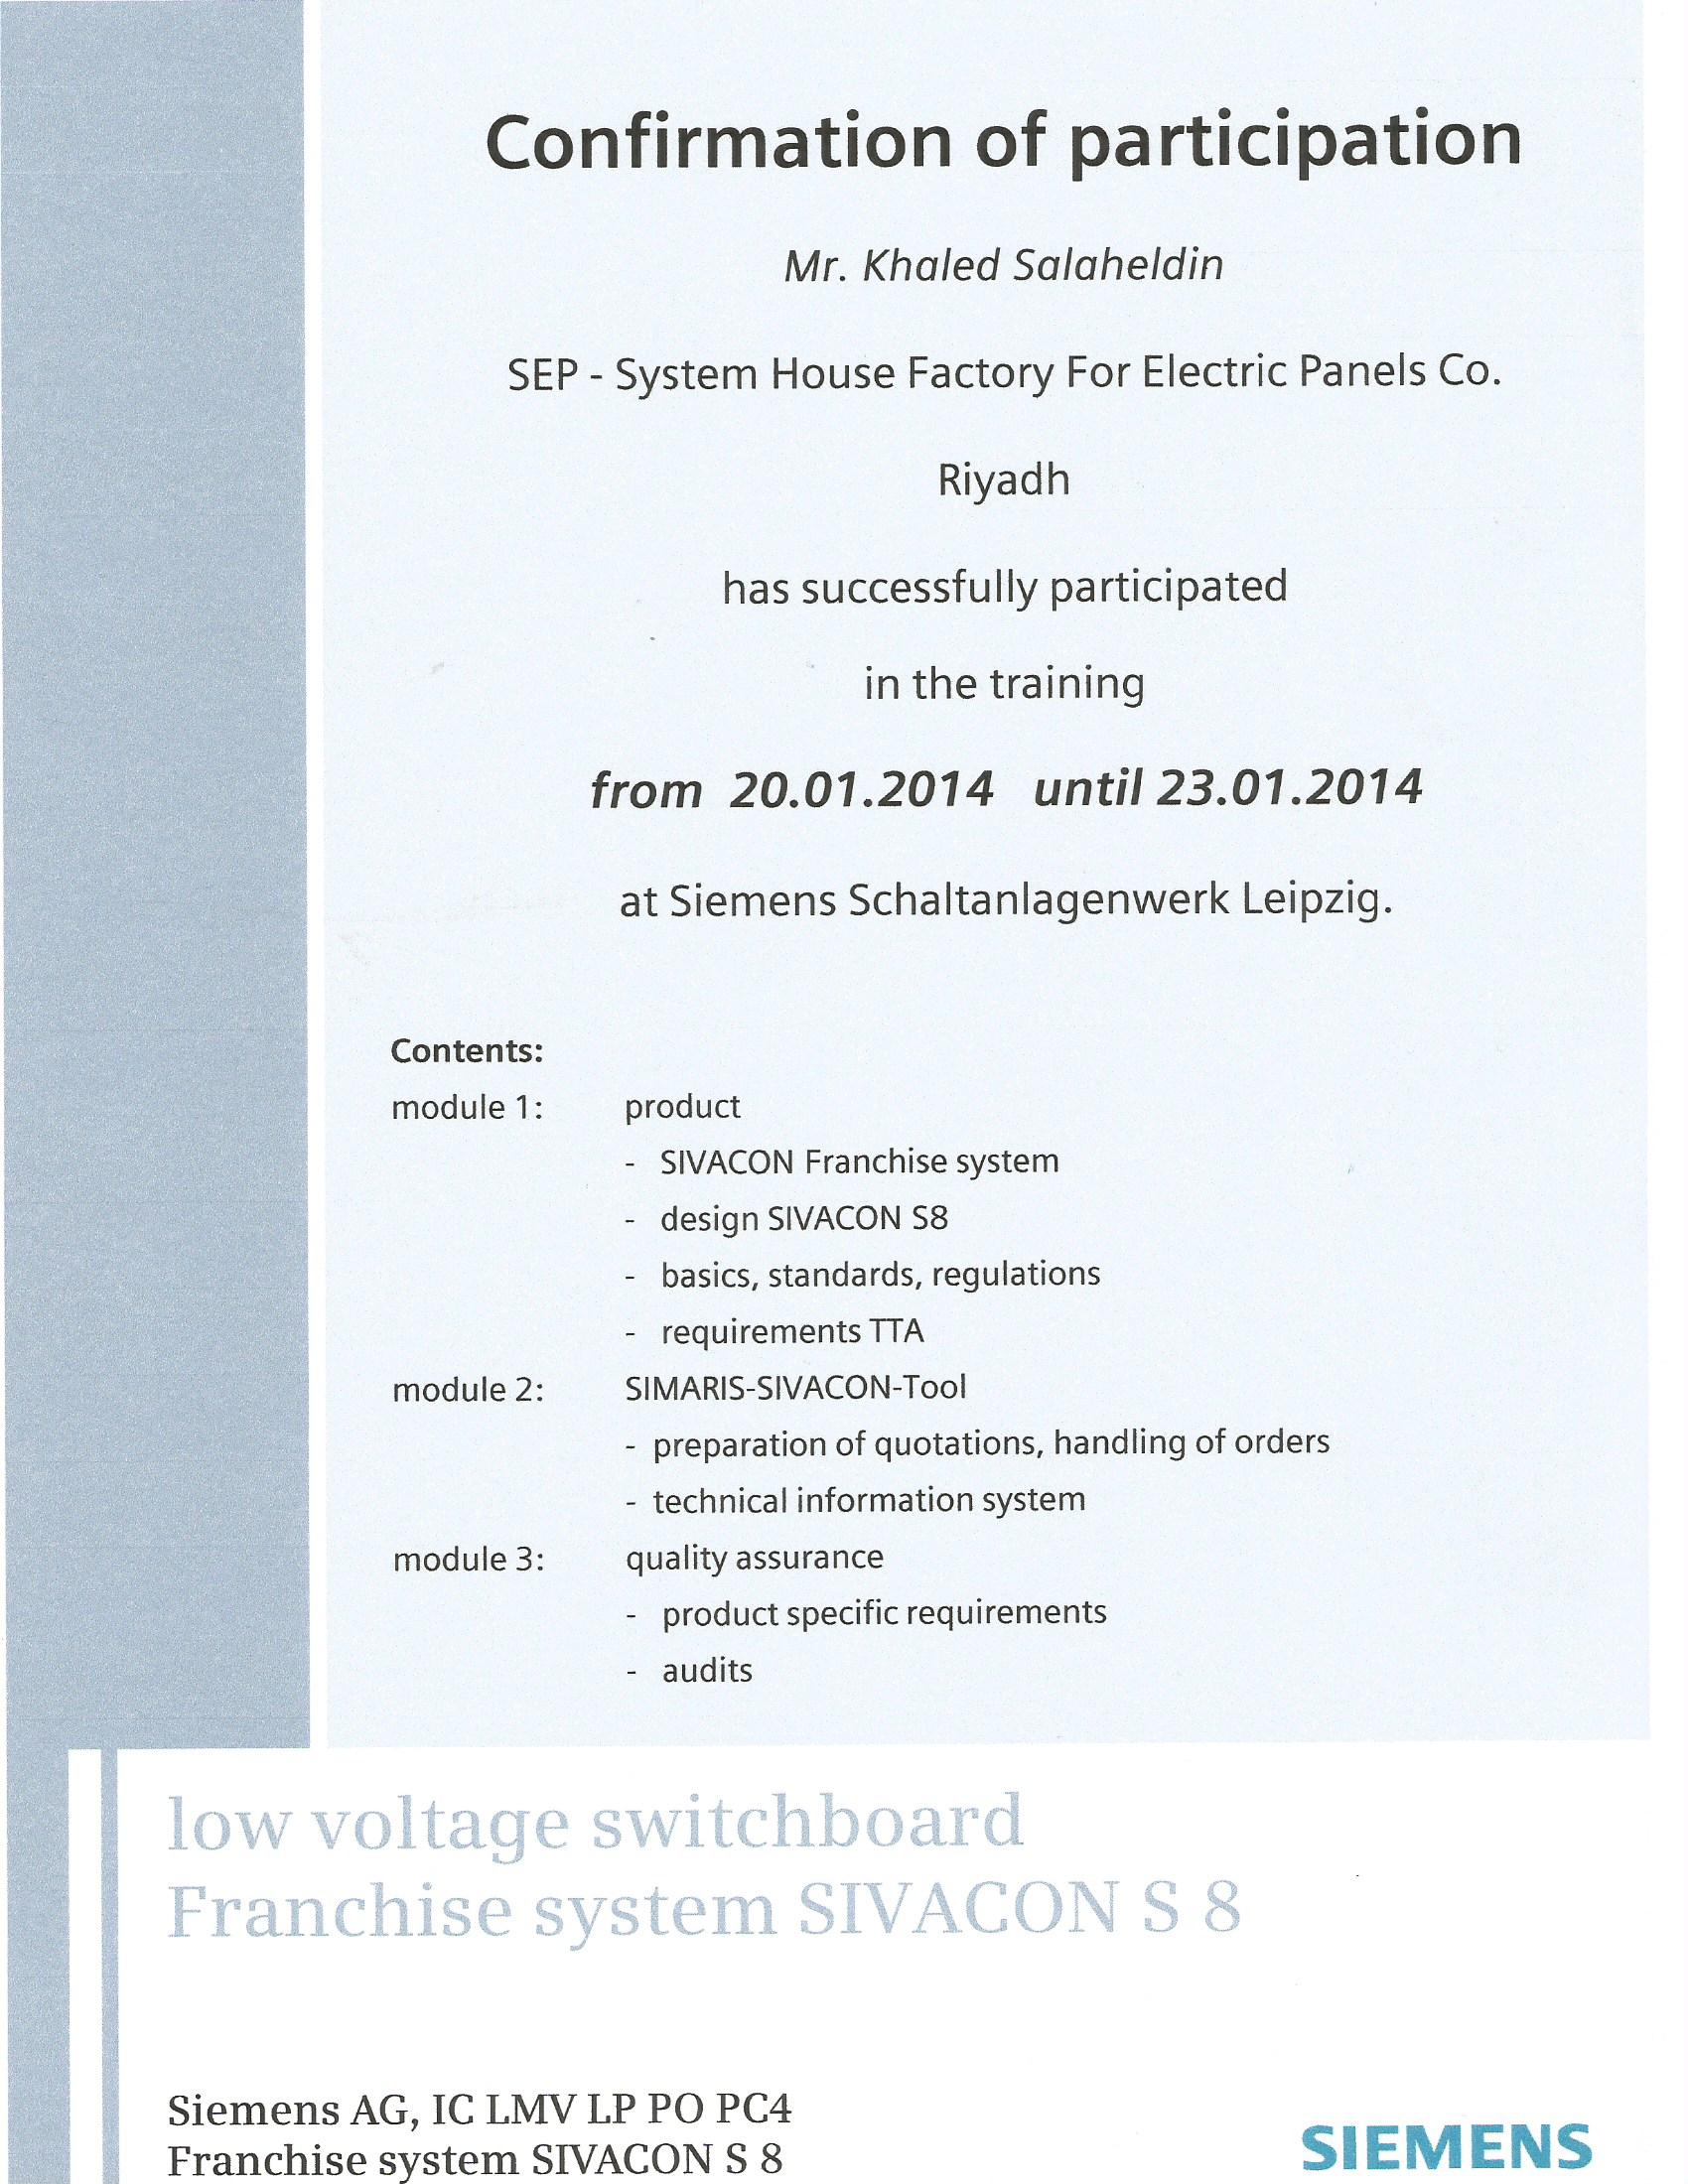 Confirmation of participation
Mr. Khaled Salaheldin
SEP - System House Factory For Electric Panels Co.
Riyadh
has successfully participated
in the training
from 20.01.2014 until 23.01.2014
at Siemens Schaltanlagenwerk Leipzig.
Contents:
module 1: product
- SIVACON Franchise system
- design SIVACON S8
- basics, standards, regulations
- requirements TTA
module 2: SIMARIS-SIVACON-Tool
- preparation of quotations, handling of orders
- technical information system
module 3: quality assurance
- product specific requirements
- audits
low voltage switchboard
Franchise system SIVACON S 8
Siemens AG, IC LMV LP PO PC4
Franchise system SIVACON S 8
SIEMENS